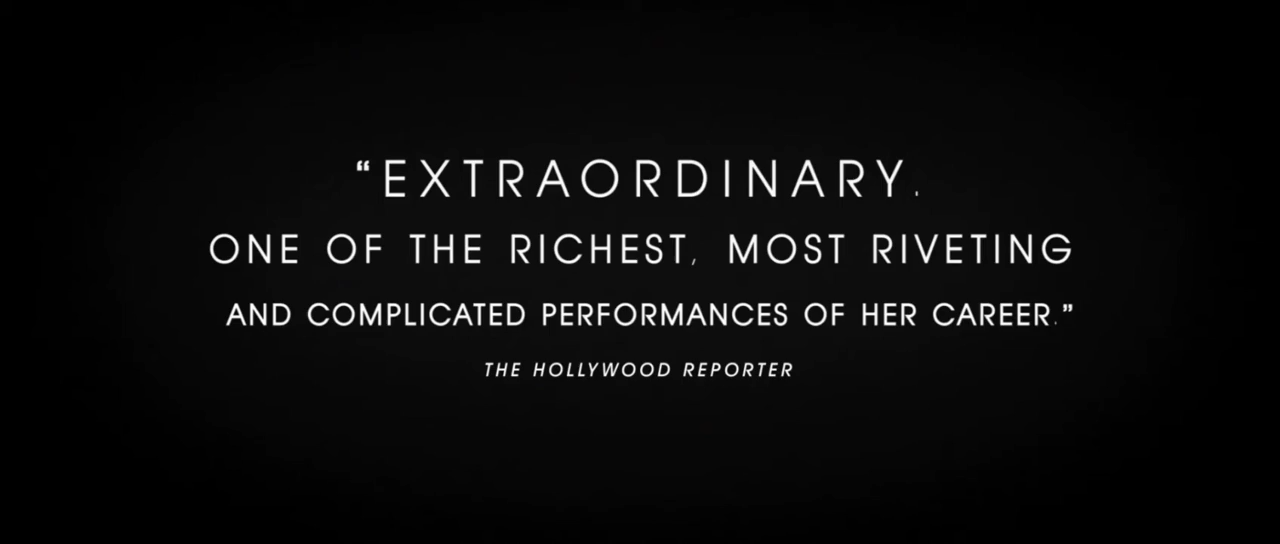 “EXTRAORDINARY.
ONE OF THE RICHEST, MOST RIVETING
AND COMPLICATED PERFORMANCES OF HER CAREER.”
THE HOLLYWOOD REPORTER